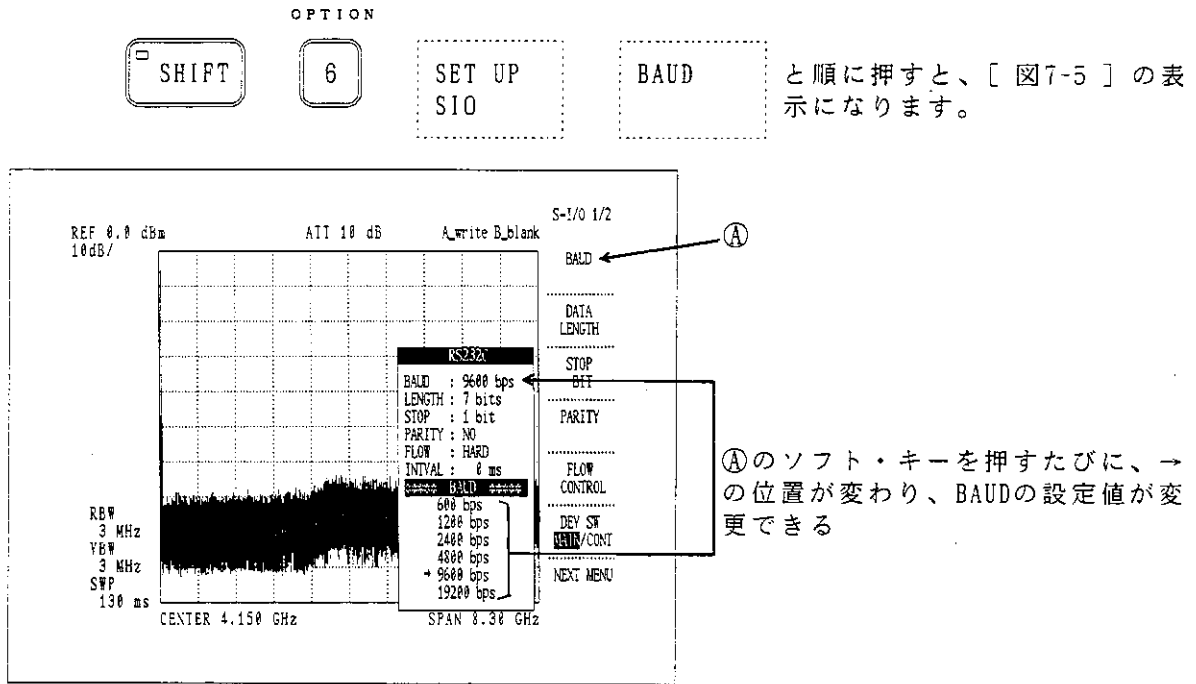 OPTION
SHIFT
6
SET UP
SIO
BAUD
と順に押すと、[ 図7-5 ] の表
示になります。
S-I/O 1/2
REF 0.0 dBm
ATT 10 dB
A_write B_blank
10dB/
BAUD
Ⓐ
DATA
LENGTH
STOP
BIT
PARITY
FLOW
CONTROL
DEV SW
MAIN/CONT
NEXT MENU
RS232C
BAUD : 9600 bps
LENGTH : 7 bits
STOP : 1 bit
PARITY : NO
FLOW : HARD
INTVAL : 0 ms
===== BAUD =====
600 bps
1200 bps
2400 bps
4800 bps
→ 9600 bps
19200 bps
Ⓐのソフト・キーを押すたびに、→
の位置が変わり、BAUDの設定値が変
更できる
RBW
3 MHz
VBW
3 MHz
SWP
130 ms
CENTER 4.150 GHz
SPAN 8.30 GHz